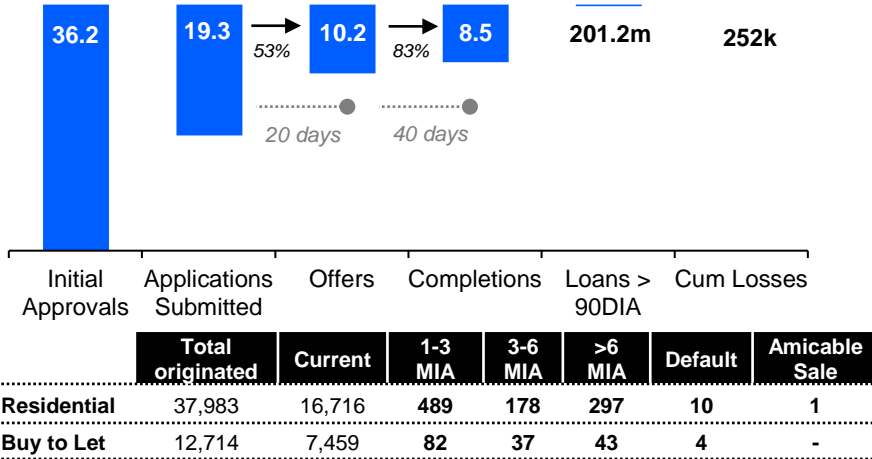 36.2 19.3 10.2 8.5 201.2m 252k
53% 83%
20 days 40 days
Initial Approvals
Applications Submitted
Offers
Completions
Loans > 90DIA
Cum Losses
Total originated Current 1-3 MIA 3-6 MIA >6 MIA Default Amicable Sale
Residential 37,983 16,716 489 178 297 10 1
Buy to Let 12,714 7,459 82 37 43 4 -